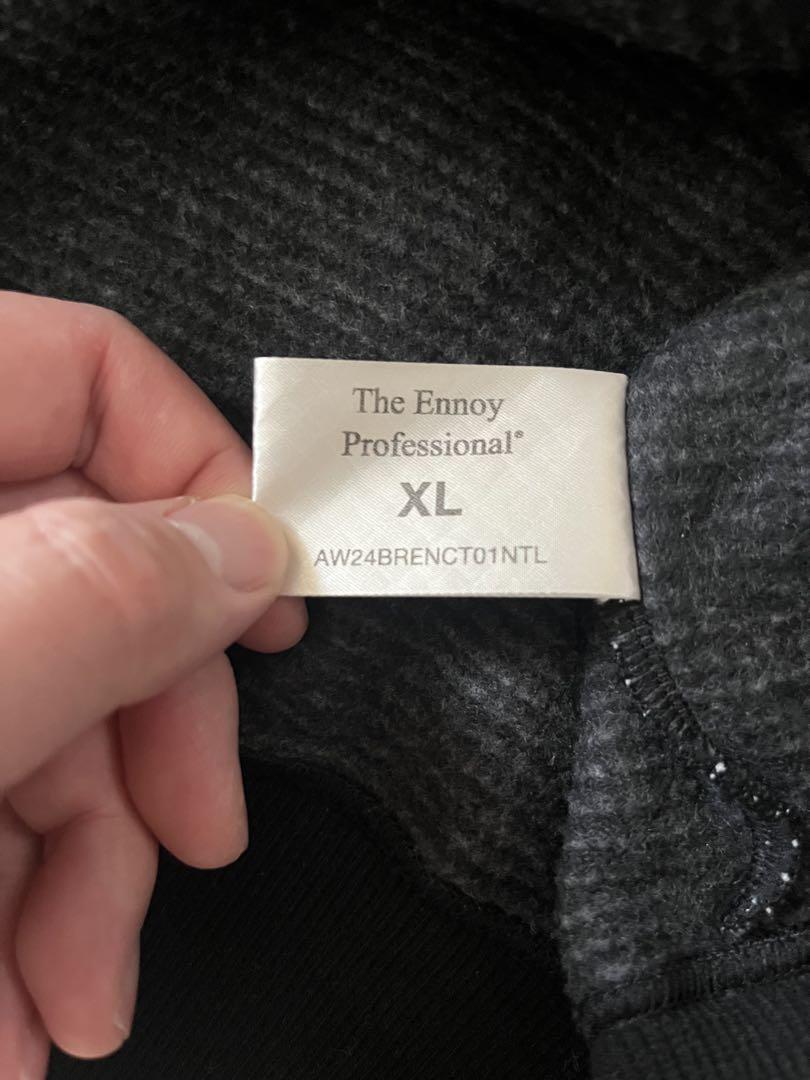 The Ennoy
Professional®
XL
AW24BRENCT01NTL